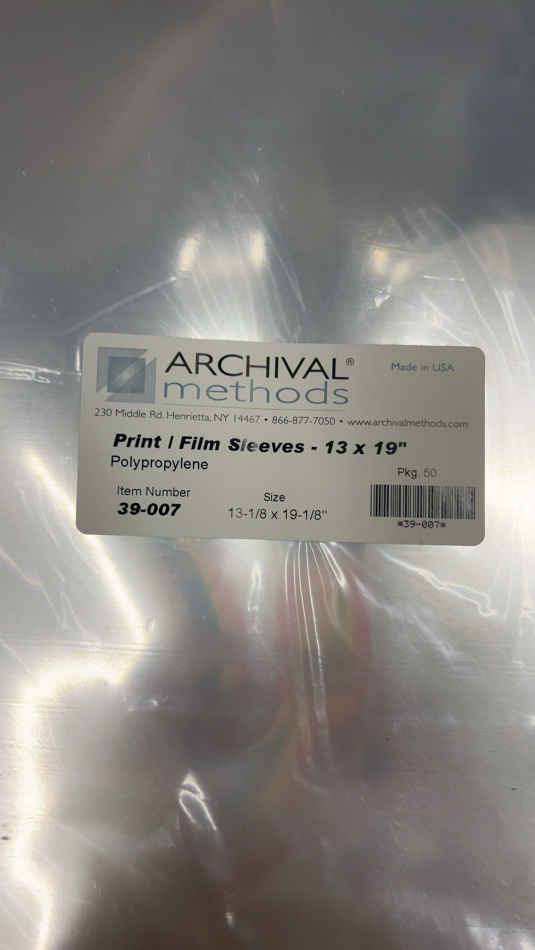 ARCHIVAL®
methods
Made in USA
230 Middle Rd. Henrietta, NY 14467 • 866-877-7050 • www.archivalmethods.com
Print | Film Sleeves - 13 x 19"
Polypropylene
Pkg. 50
Item Number
39-007
Size
13-1/8 x 19-1/8"
*39-007*